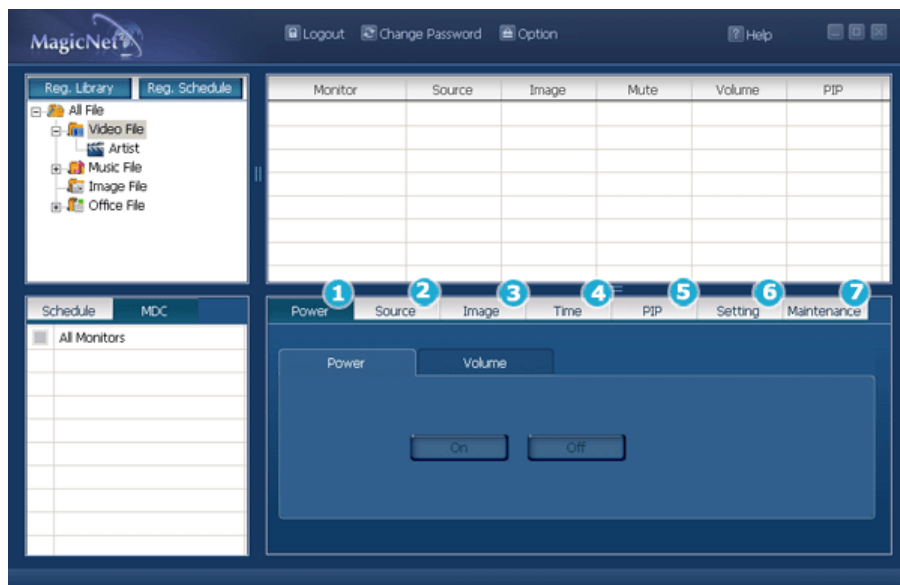 MagicNet
Logout Change Password Option Help
Reg. Library Reg. Schedule
All File
Video File
Artist
Music File
Image File
Office File
Monitor Source Image Mute Volume PIP
Schedule MDC
All Monitors
1 2 3 4 5 6 7
Power Source Image Time PIP Setting Maintenance
Power Volume
On Off